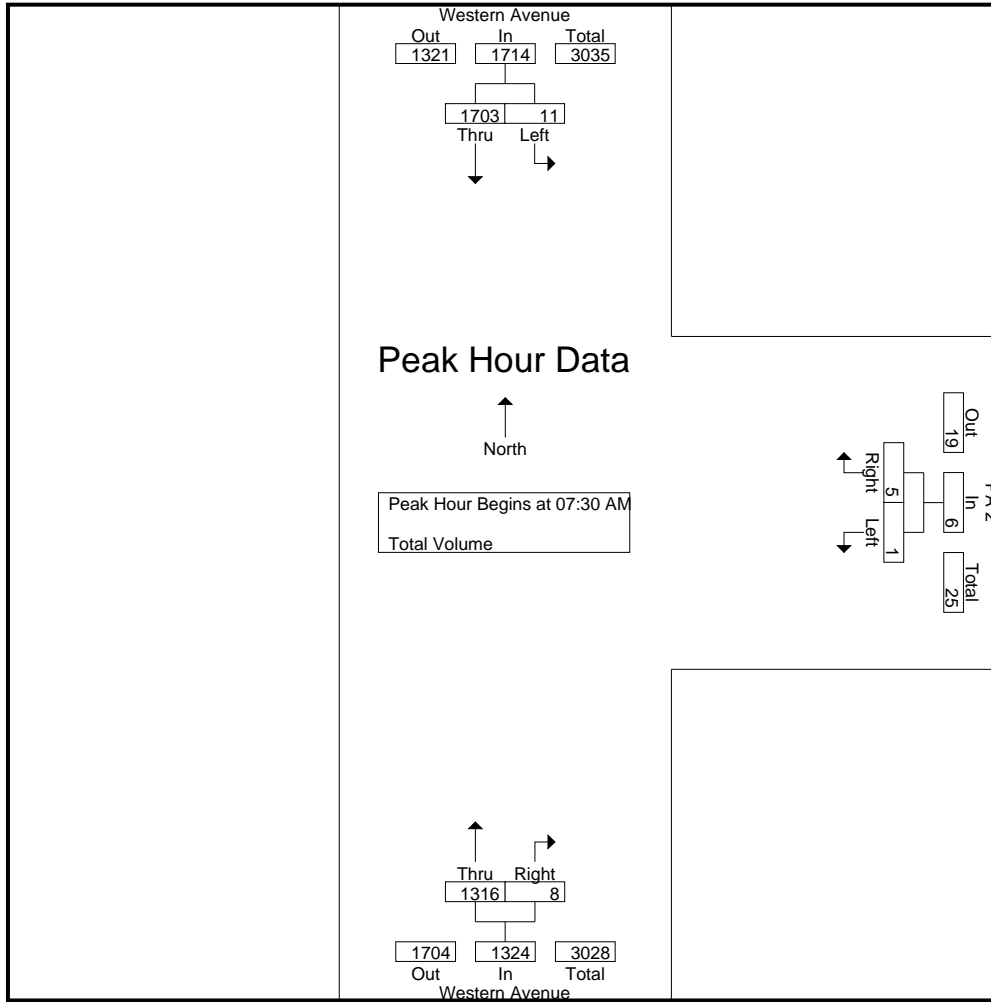 Western Avenue
Out In Total
1321 1714 3035
1703 11
Thru Left
Peak Hour Data
North
Peak Hour Begins at 07:30 AM
Total Volume
Out In Total
19 6 25
Right Left
5 1
Thru Right
1316 8
1704 1324 3028
Out In Total
Western Avenue